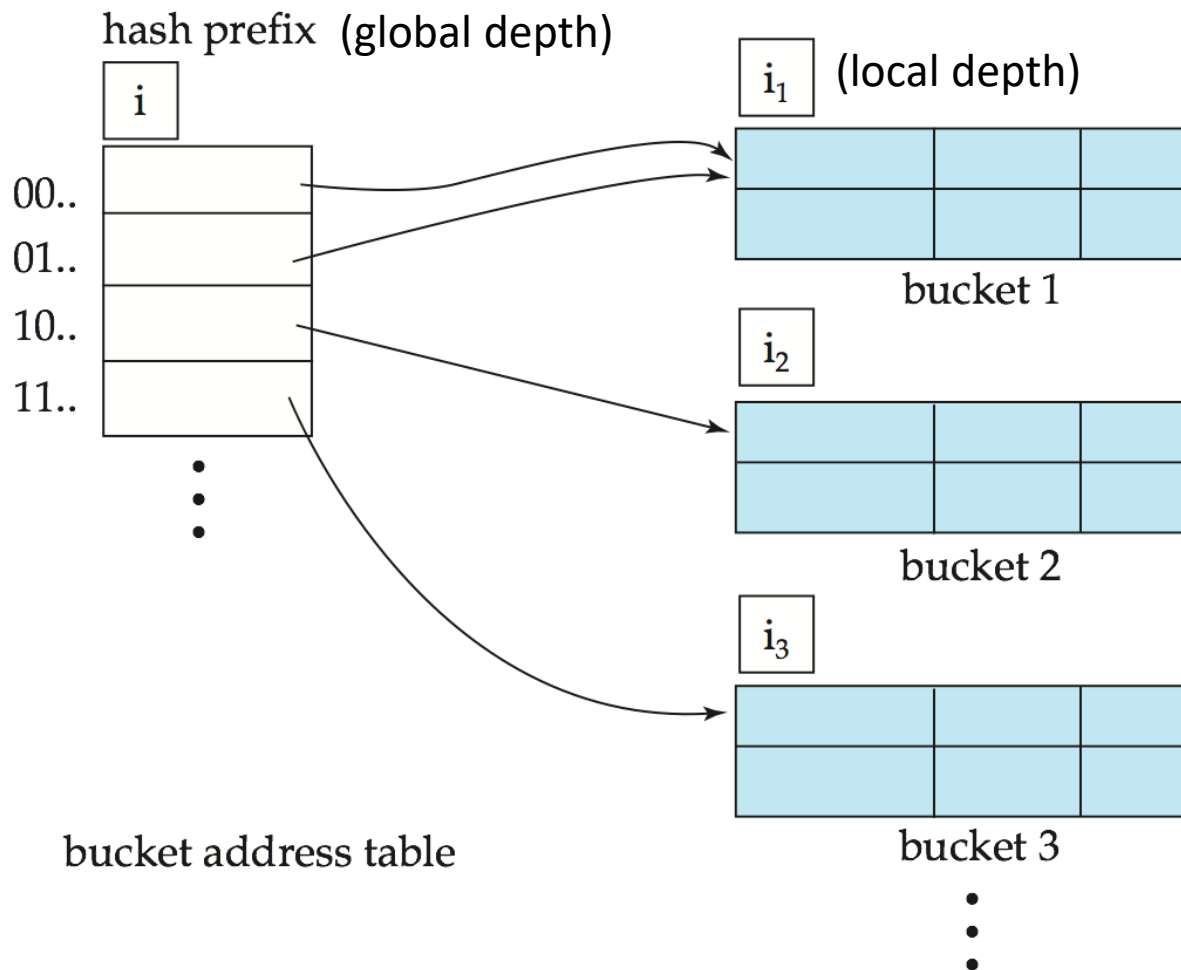 hash prefix (global depth)
i
00..
01..
10..
11..
bucket address table
i₁ (local depth)
bucket 1
i₂
bucket 2
i₃
bucket 3